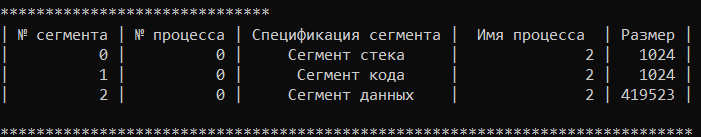 ******************************
| № сегмента | № процесса | Спецификация сегмента |  Имя процесса  | Размер |
|          0 |          0 |     Сегмент стека     |              2 |   1024 |
|          1 |          0 |      Сегмент кода     |              2 |   1024 |
|          2 |          0 |     Сегмент данных    |              2 | 419523 |
*****************************************************************************